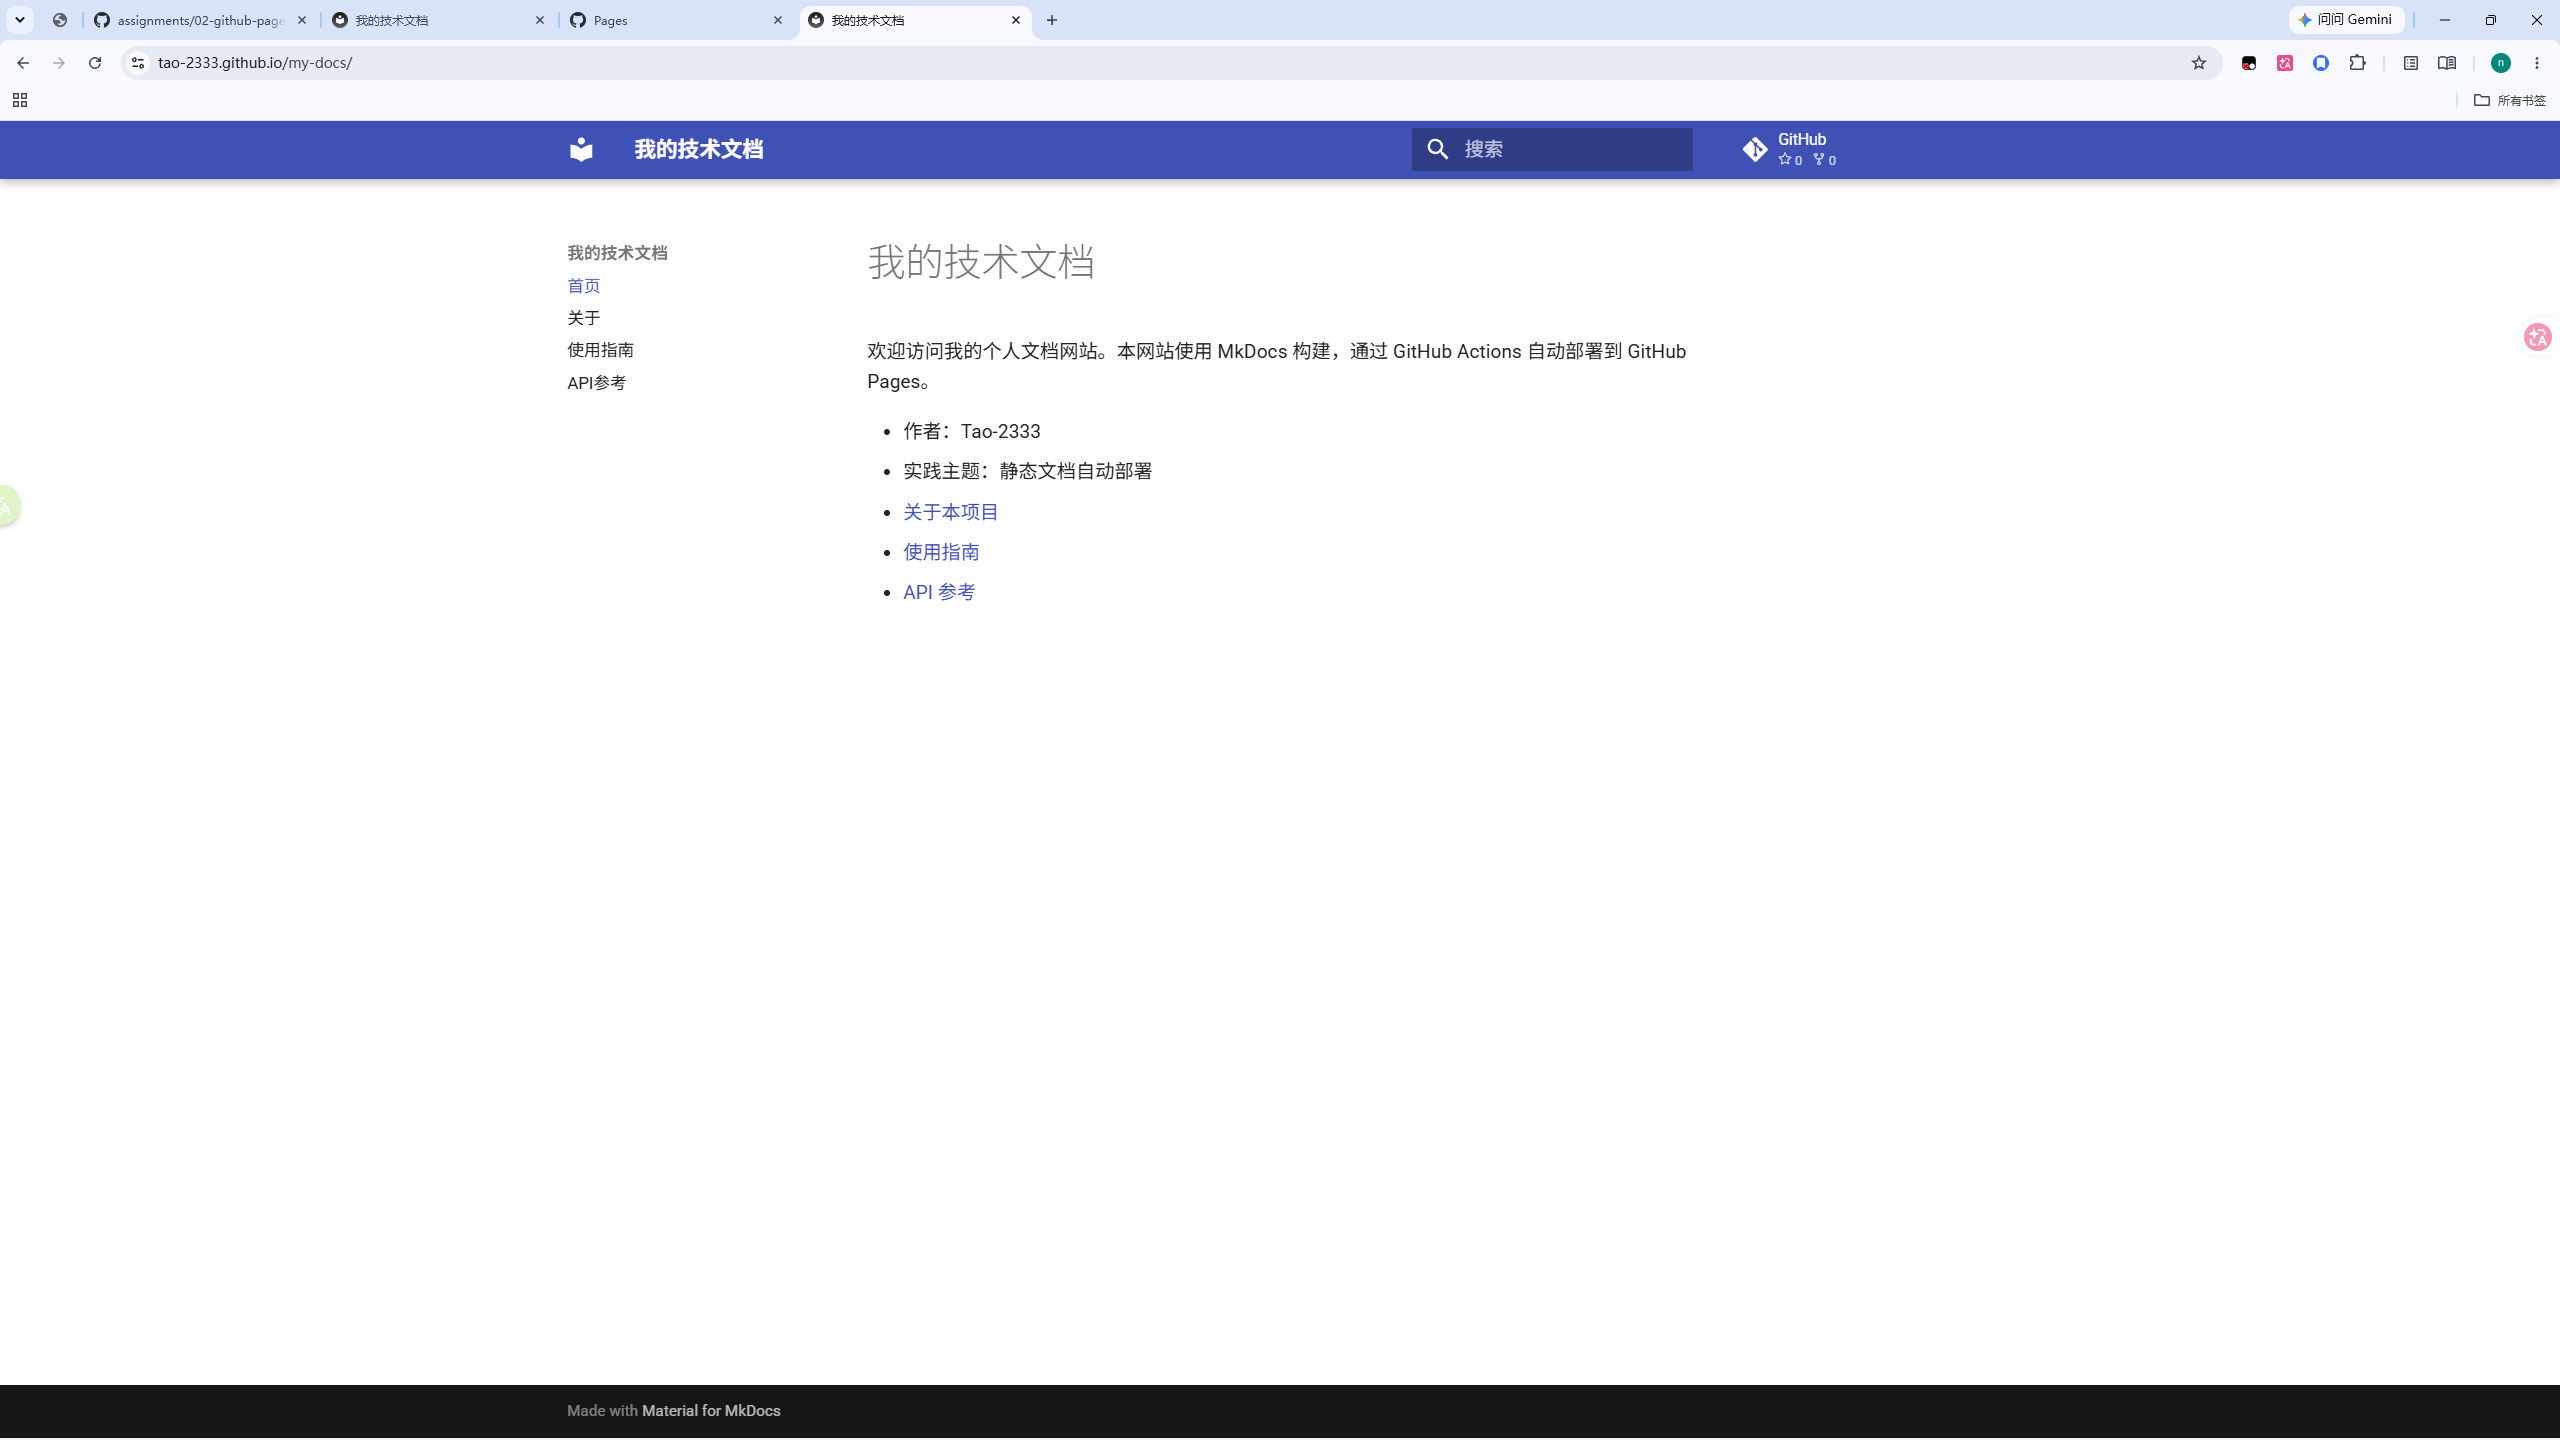 assignments/02-github-page
我的技术文档
Pages
我的技术文档
问问 Gemini
tao-2333.github.io/my-docs/
n
所有书签
我的技术文档
搜索
GitHub
0 0
我的技术文档
首页
关于
使用指南
API参考
我的技术文档
欢迎访问我的个人文档网站。本网站使用 MkDocs 构建，通过 GitHub Actions 自动部署到 GitHub
Pages。
作者：Tao-2333
实践主题：静态文档自动部署
关于本项目
使用指南
API 参考
Made with Material for MkDocs